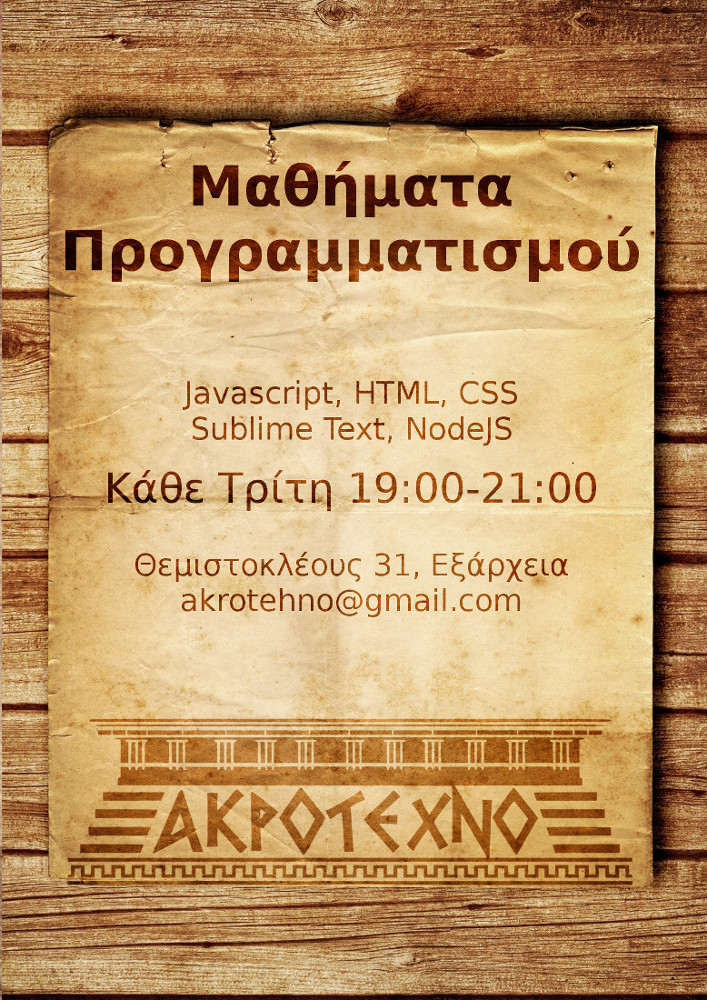 Μαθήματα
Προγραμματισμού
Javascript, HTML, CSS
Sublime Text, NodeJS
Κάθε Τρίτη 19:00-21:00
Θεμιστοκλέους 31, Εξάρχεια
akrotehno@gmail.com
ΑΚΡΟΤΕΧΝΟ